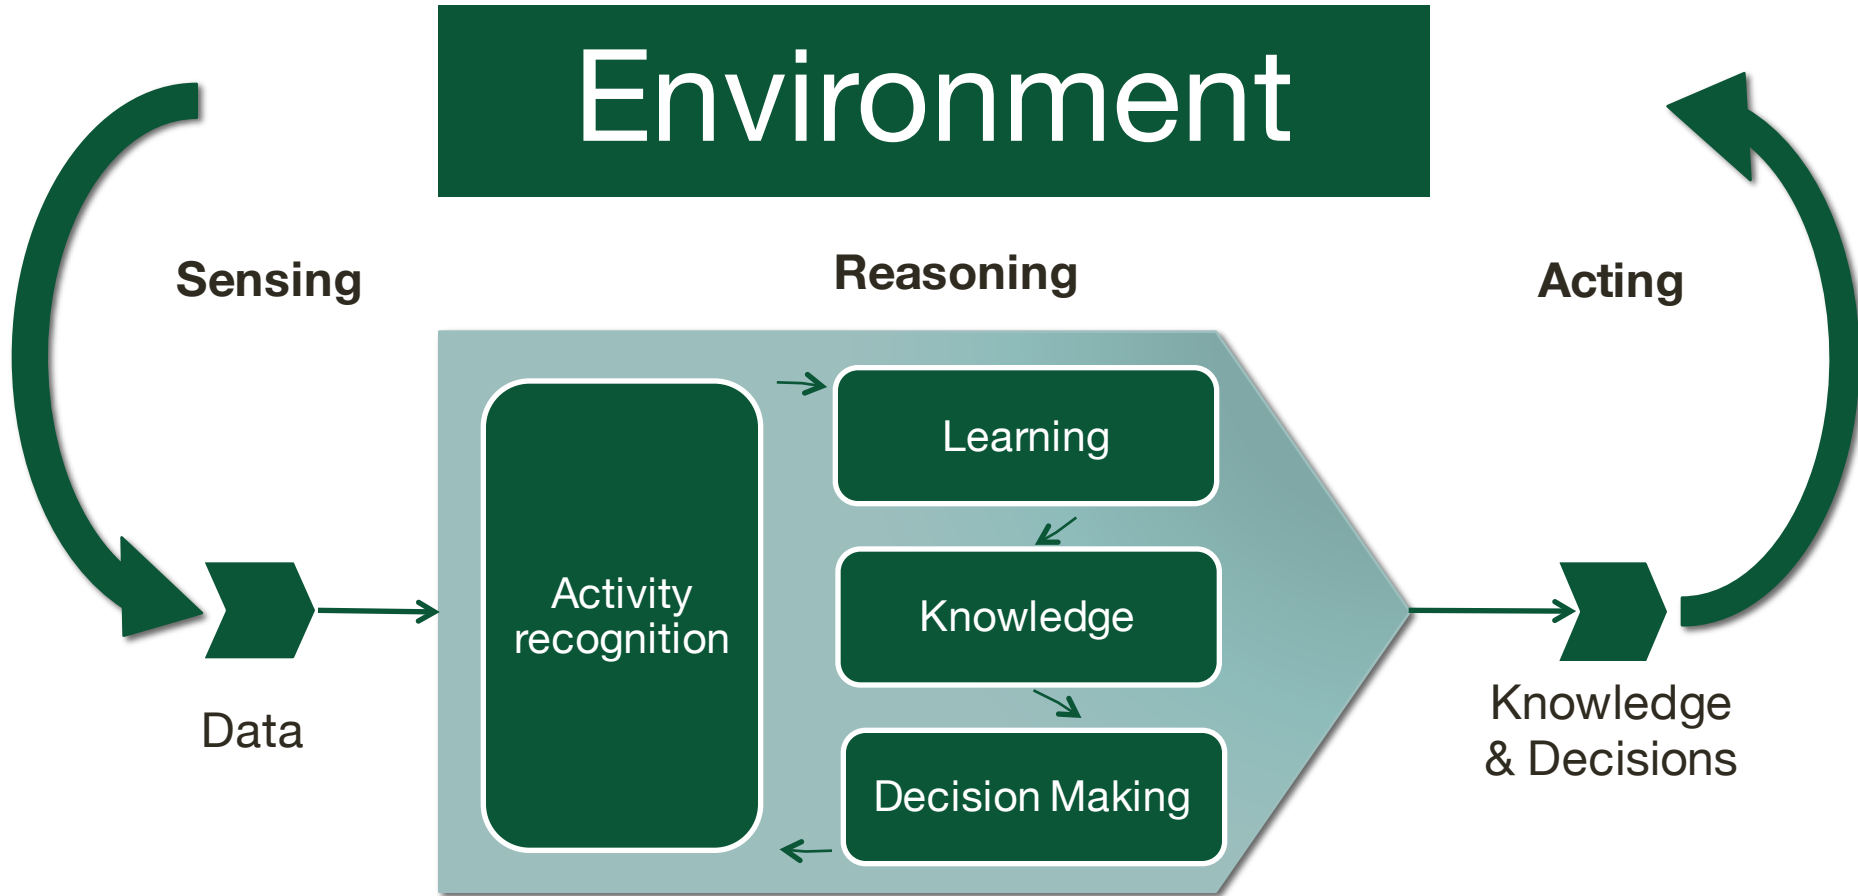 Environment
Sensing
Reasoning
Acting
Activity
recognition
Learning
Knowledge
Decision Making
Data
Knowledge
& Decisions